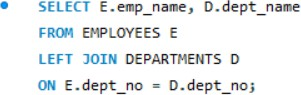 SELECT E.emp_name, D.dept_name
FROM EMPLOYEES E
LEFT JOIN DEPARTMENTS D
ON E.dept_no = D.dept_no;